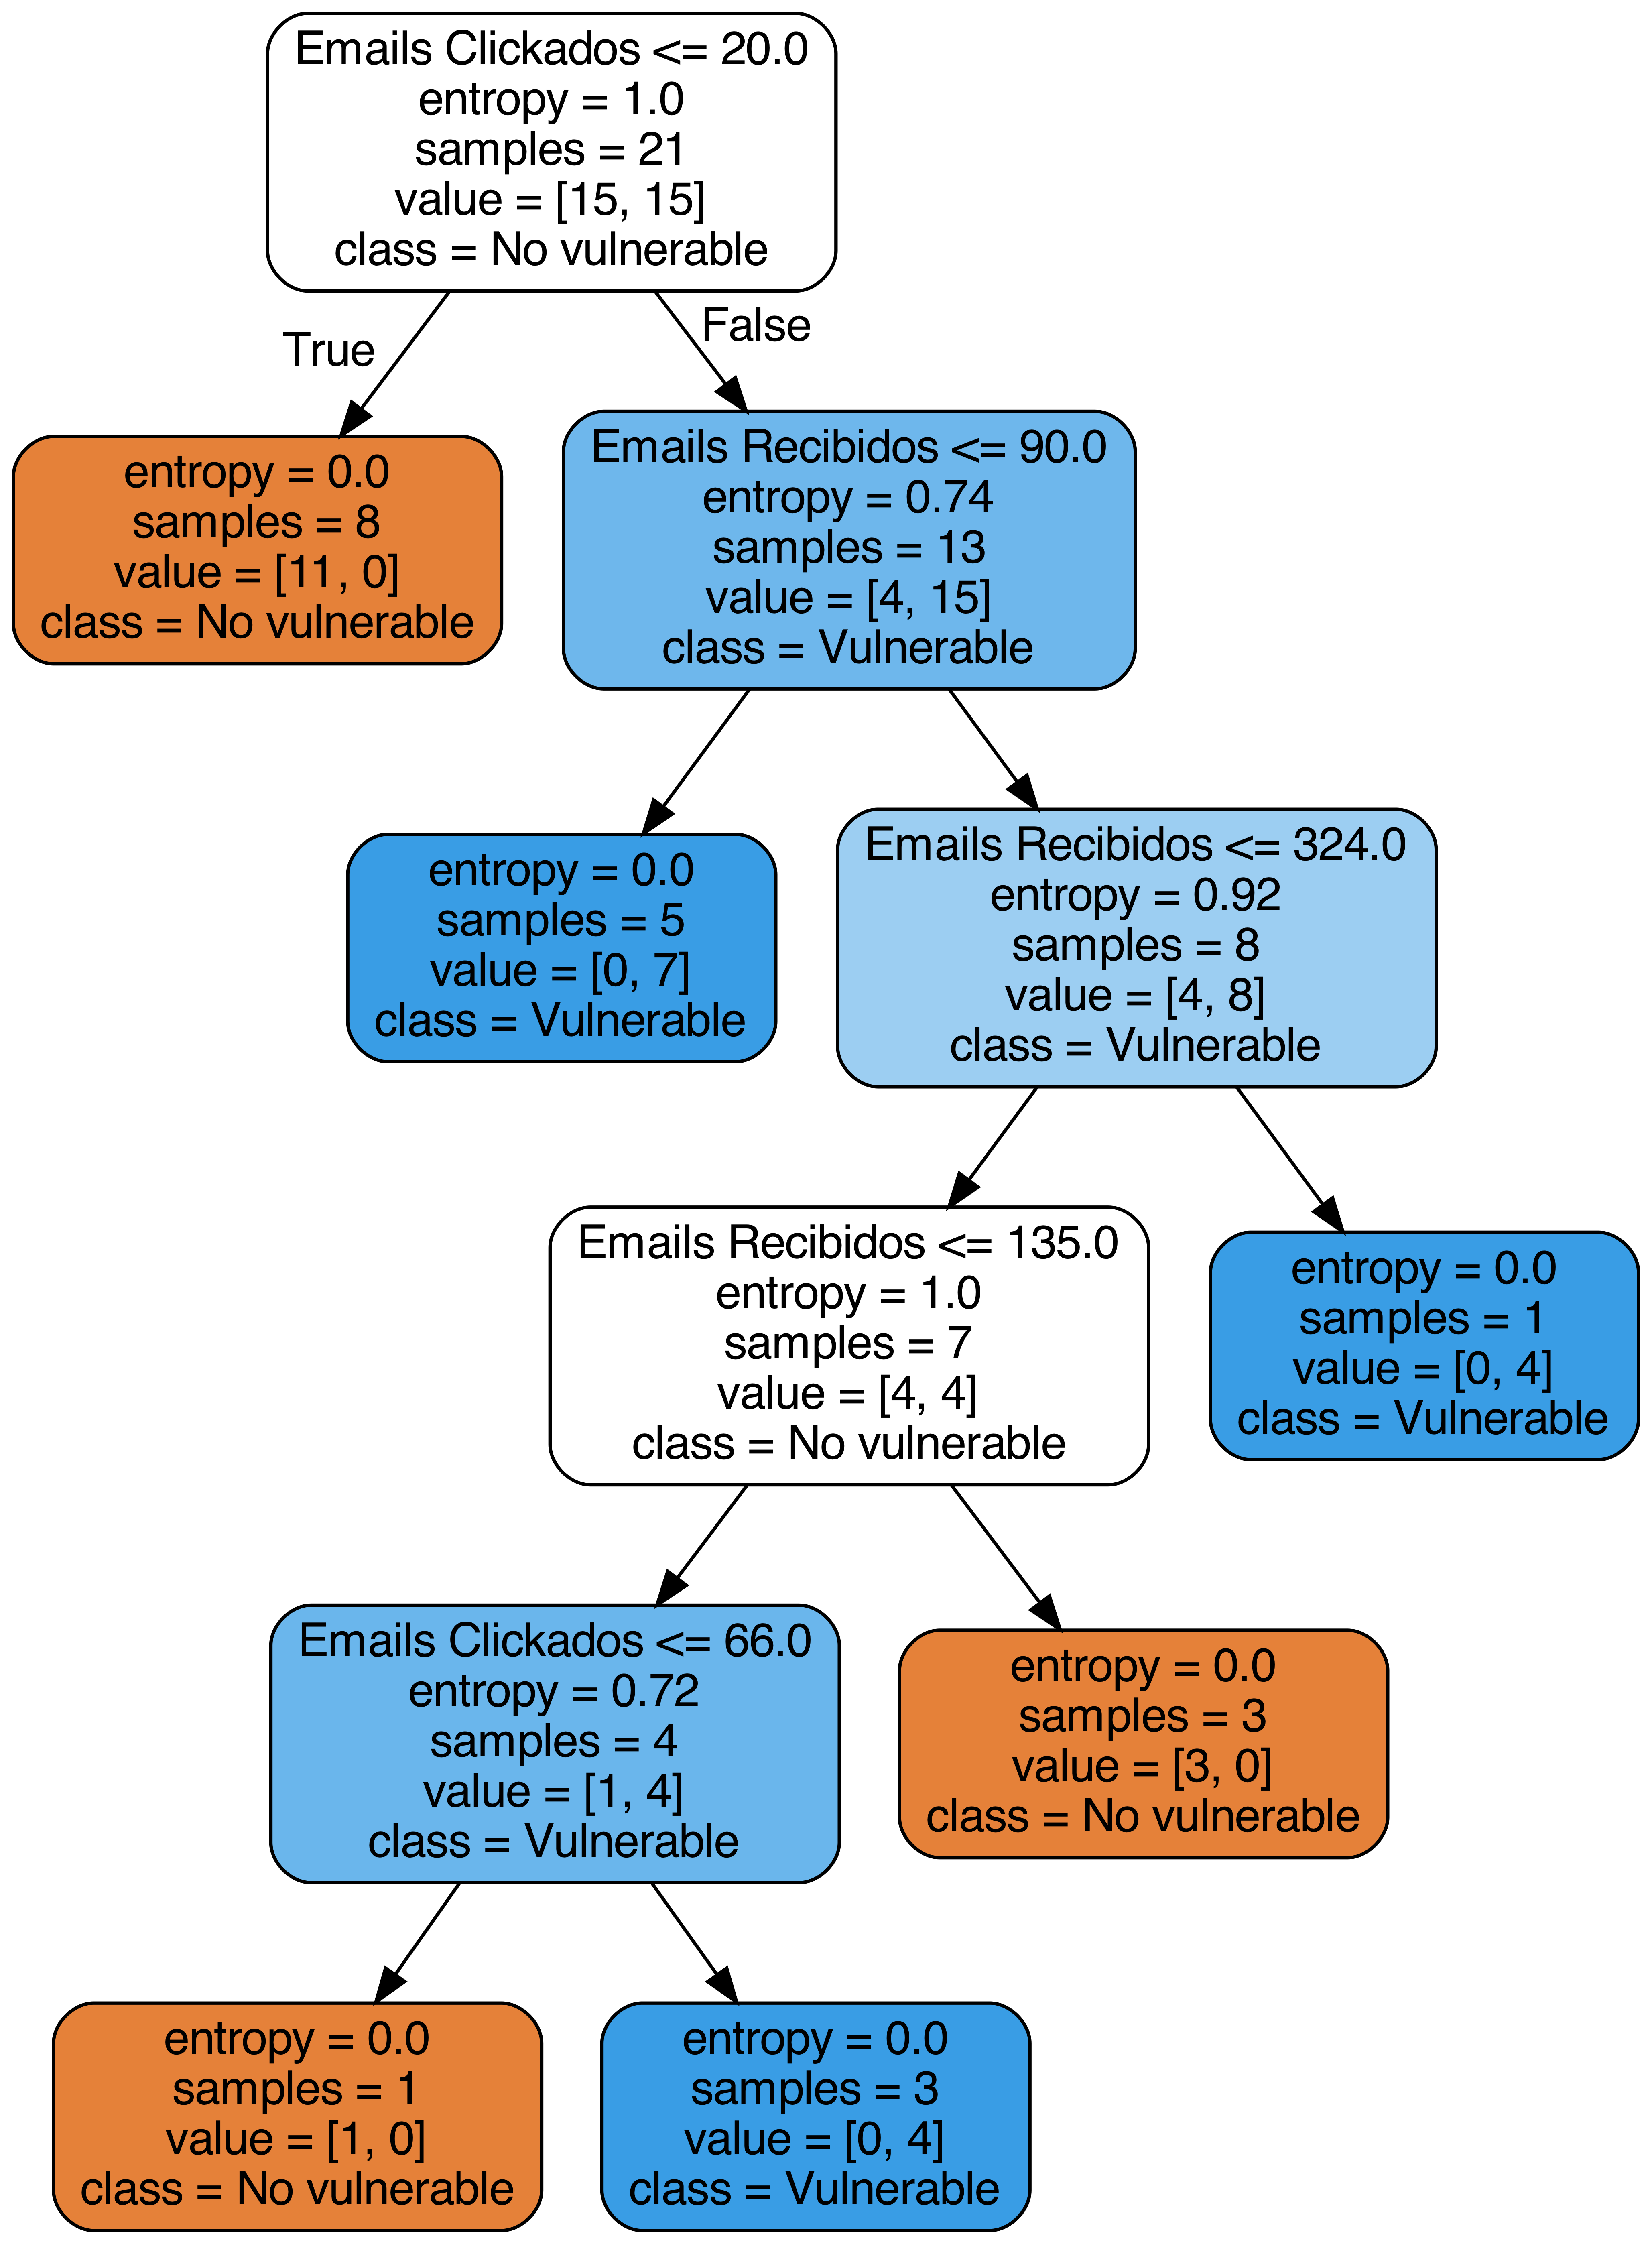 Emails Clickados <= 20.0
entropy = 1.0
samples = 21
value = [15, 15]
class = No vulnerable
True
False
entropy = 0.0
samples = 8
value = [11, 0]
class = No vulnerable
Emails Recibidos <= 90.0
entropy = 0.74
samples = 13
value = [4, 15]
class = Vulnerable
entropy = 0.0
samples = 5
value = [0, 7]
class = Vulnerable
Emails Recibidos <= 324.0
entropy = 0.92
samples = 8
value = [4, 8]
class = Vulnerable
Emails Recibidos <= 135.0
entropy = 1.0
samples = 7
value = [4, 4]
class = No vulnerable
entropy = 0.0
samples = 1
value = [0, 4]
class = Vulnerable
Emails Clickados <= 66.0
entropy = 0.72
samples = 4
value = [1, 4]
class = Vulnerable
entropy = 0.0
samples = 3
value = [3, 0]
class = No vulnerable
entropy = 0.0
samples = 1
value = [1, 0]
class = No vulnerable
entropy = 0.0
samples = 3
value = [0, 4]
class = Vulnerable